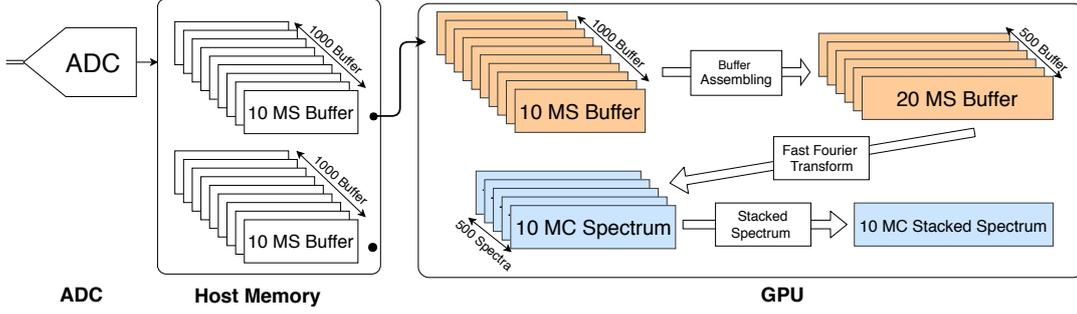 ADC
1000 Buffer
10 MS Buffer
1000 Buffer
10 MS Buffer
1000 Buffer
10 MS Buffer
Buffer
Assembling
500 Buffer
20 MS Buffer
Fast Fourier
Transform
10 MC Spectrum
500 Spectra
Stacked
Spectrum
10 MC Stacked Spectrum
ADC
Host Memory
GPU